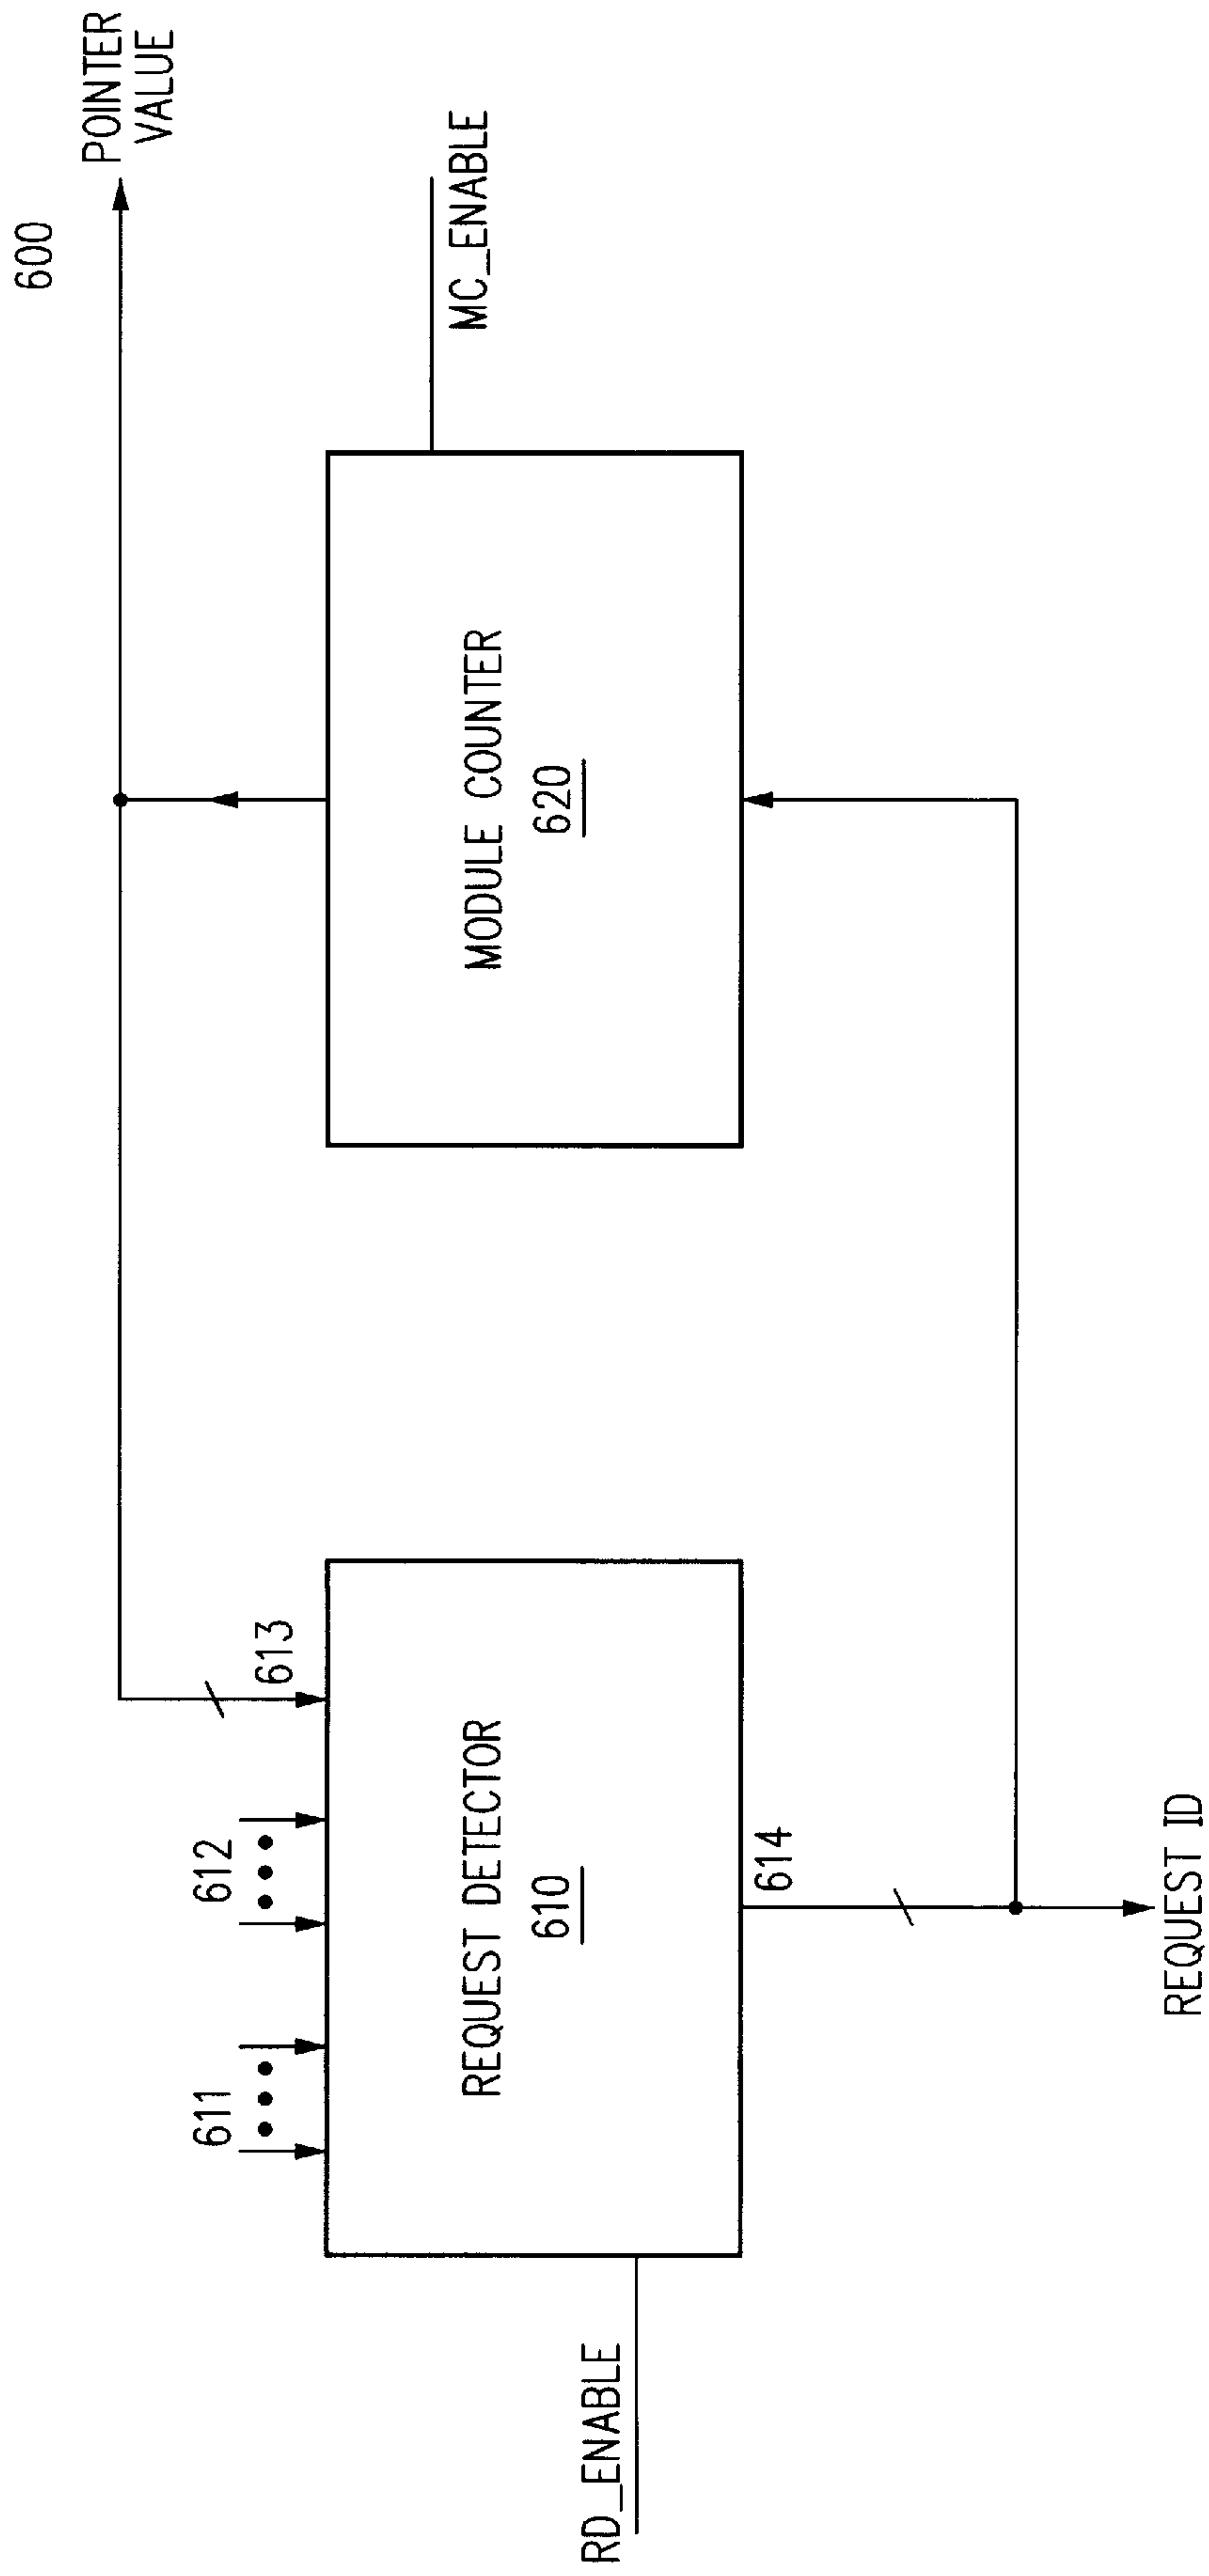 600
POINTER
VALUE
611
612
613
REQUEST DETECTOR
610
MODULE COUNTER
620
RD_ENABLE
MC_ENABLE
614
REQUEST ID